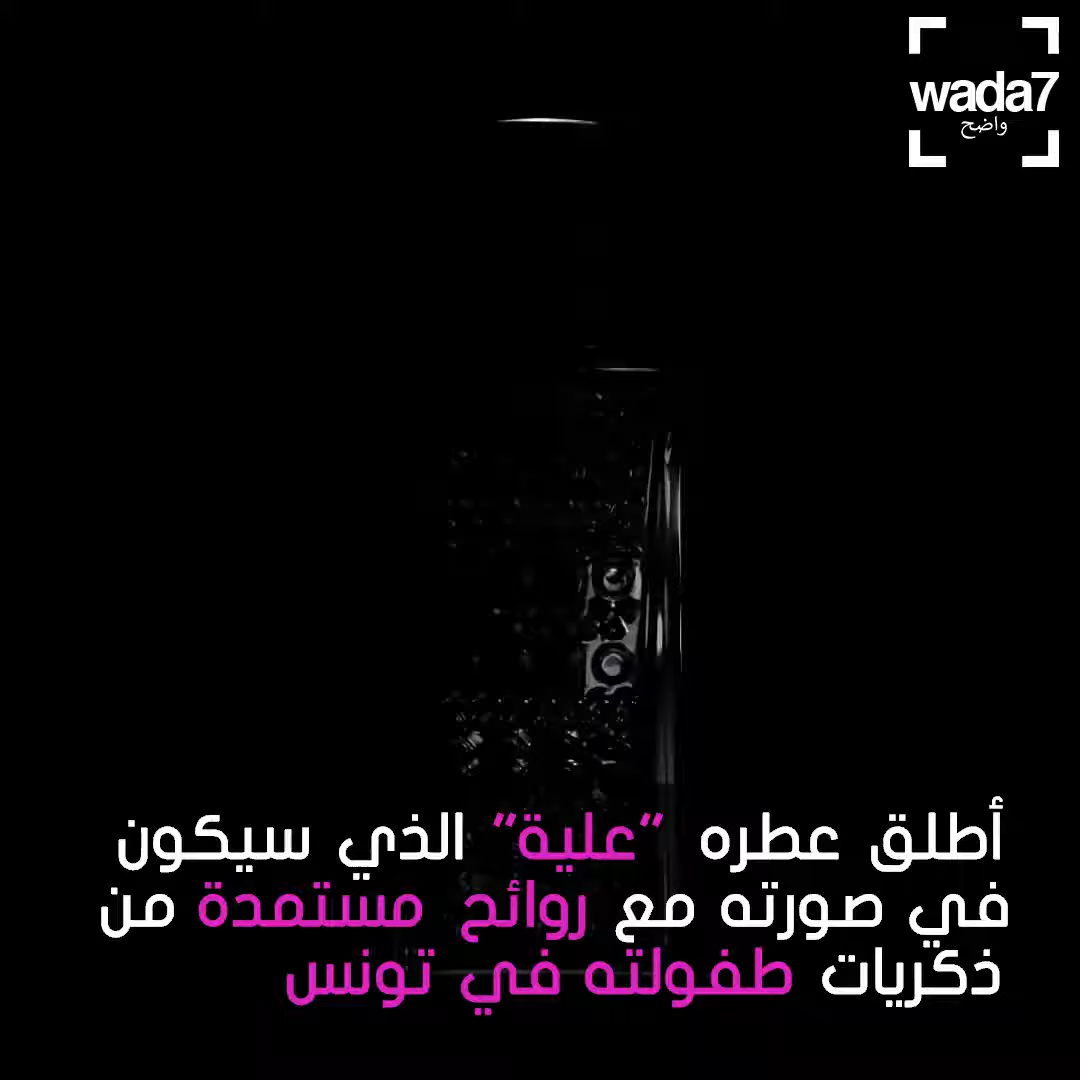 wada7
واضح
أطلق عطره "علية" الذي سيكون
في صورته مع روائح مستمدة من
ذكريات طفولته في تونس